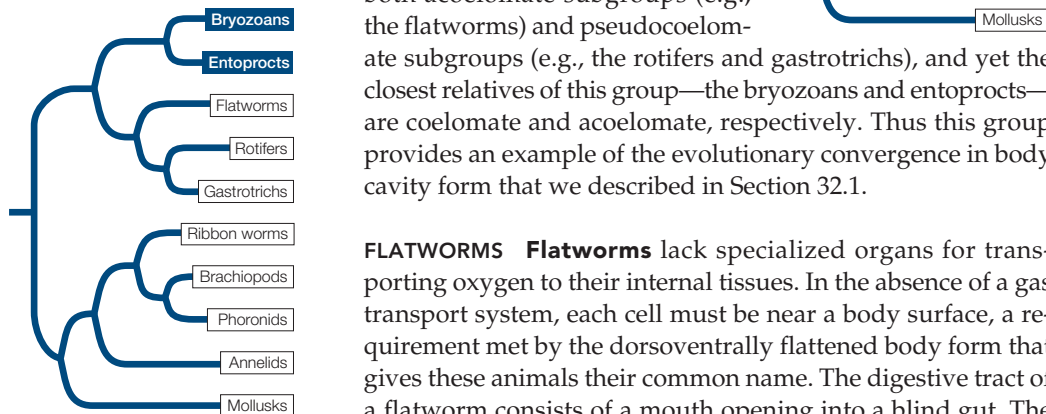 Bryozoans
Entoprocts
Flatworms
Rotifers
Gastrotrichs
Ribbon worms
Brachiopods
Phoronids
Annelids
Mollusks
both acoelomate subgroups (e.g.,
the flatworms) and pseudocoelom-
ate subgroups (e.g., the rotifers and gastrotrichs), and yet the
closest relatives of this group—the bryozoans and entoprocts—
are coelomate and acoelomate, respectively. Thus this group
provides an example of the evolutionary convergence in body
cavity form that we described in Section 32.1.
FLATWORMS Flatworms lack specialized organs for trans-
porting oxygen to their internal tissues. In the absence of a gas
transport system, each cell must be near a body surface, a re-
quirement met by the dorsoventrally flattened body form that
gives these animals their common name. The digestive tract of
a flatworm consists of a mouth opening into a blind gut. The
Mollusks